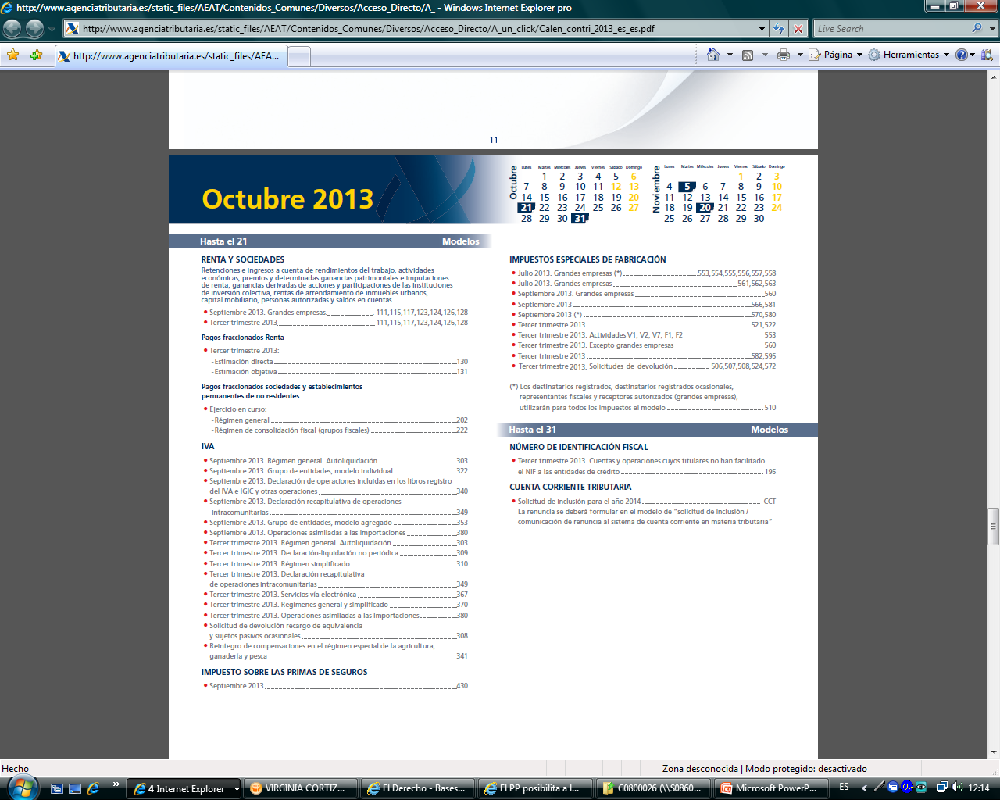 http://www.agenciatributaria.es/static_files/AEAT/Contenidos_Comunes/Diversos/Acceso_Directo/A_ - Windows Internet Explorer pro
http://www.agenciatributaria.es/static_files/AEAT/Contenidos_Comunes/Diversos/Acceso_Directo/A_un_click/Calen_contri_2013_es_es.pdf
Live Search
http://www.agenciatributaria.es/static_files/AEA...
Página
Herramientas
11
Octubre 2013
Octubre
Lunes Martes Miércoles Jueves Viernes Sábado Domingo
1 2 3 4 5 6
7 8 9 10 11 12 13
14 15 16 17 18 19 20
21 22 23 24 25 26 27
28 29 30 31
Noviembre
Lunes Martes Miércoles Jueves Viernes Sábado Domingo
1 2 3
4 5 6 7 8 9 10
11 12 13 14 15 16 17
18 19 20 21 22 23 24
25 26 27 28 29 30
Hasta el 21 Modelos
RENTA Y SOCIEDADES
Retenciones e ingresos a cuenta de rendimientos del trabajo, actividades
económicas, premios y determinadas ganancias patrimoniales e imputaciones
de renta, ganancias derivadas de acciones y participaciones de las instituciones
de inversión colectiva, rentas de arrendamiento de inmuebles urbanos,
capital mobiliario, personas autorizadas y saldos en cuentas.
• Septiembre 2013. Grandes empresas. 111,115,117,123,124,126,128
• Tercer trimestre 2013 111,115,117,123,124,126,128
Pagos fraccionados Renta
• Tercer trimestre 2013:
- Estimación directa 130
- Estimación objetiva 131
Pagos fraccionados sociedades y establecimientos
permanentes de no residentes
• Ejercicio en curso:
- Régimen general 202
- Régimen de consolidación fiscal (grupos fiscales) 222
IVA
• Septiembre 2013. Régimen general. Autoliquidación 303
• Septiembre 2013. Grupo de entidades, modelo individual 322
• Septiembre 2013. Declaración de operaciones incluidas en los libros registro
del IVA e IGIC y otras operaciones 340
• Septiembre 2013. Declaración recapitulativa de operaciones
intracomunitarias 349
• Septiembre 2013. Grupo de entidades, modelo agregado 353
• Septiembre 2013. Operaciones asimiladas a las importaciones 380
• Tercer trimestre 2013. Régimen general. Autoliquidación 303
• Tercer trimestre 2013. Declaración-liquidación no periódica 309
• Tercer trimestre 2013. Régimen simplificado 310
• Tercer trimestre 2013. Declaración recapitulativa
de operaciones intracomunitarias 349
• Tercer trimestre 2013. Servicios vía electrónica 367
• Tercer trimestre 2013. Regímenes general y simplificado 370
• Tercer trimestre 2013. Operaciones asimiladas a las importaciones 380
• Solicitud de devolución recargo de equivalencia
y sujetos pasivos ocasionales 308
• Reintegro de compensaciones en el régimen especial de la agricultura,
ganadería y pesca 341
IMPUESTO SOBRE LAS PRIMAS DE SEGUROS
• Septiembre 2013 430
IMPUESTOS ESPECIALES DE FABRICACIÓN
• Julio 2013. Grandes empresas (*) 553,554,555,556,557,558
• Julio 2013. Grandes empresas 561,562,563
• Septiembre 2013. Grandes empresas 560
• Septiembre 2013 566,581
• Septiembre 2013 (*) 570,580
• Tercer trimestre 2013 521,522
• Tercer trimestre 2013. Actividades V1, V2, V7, F1, F2 553
• Tercer trimestre 2013. Excepto grandes empresas 560
• Tercer trimestre 2013 582,595
• Tercer trimestre 2013. Solicitudes de devolución 506,507,508,524,572
(*) Los destinatarios registrados, destinatarios registrados ocasionales,
representantes fiscales y receptores autorizados (grandes empresas),
utilizarán para todos los impuestos el modelo 510
Hasta el 31 Modelos
NÚMERO DE IDENTIFICACIÓN FISCAL
• Tercer trimestre 2013. Cuentas y operaciones cuyos titulares no han facilitado
el NIF a las entidades de crédito 195
CUENTA CORRIENTE TRIBUTARIA
• Solicitud de inclusión para el año 2014 CCT
La renuncia se deberá formular en el modelo de “solicitud de inclusión /
comunicación de renuncia al sistema de cuenta corriente en materia tributaria”
Hecho
Zona desconocida | Modo protegido: desactivado
4 Internet Explorer
VIRGINIA CORTIZ...
El Derecho - Bases...
El PP posibilita a l...
G0800026 (\\S0860...
Microsoft PowerP...
ES
12:14